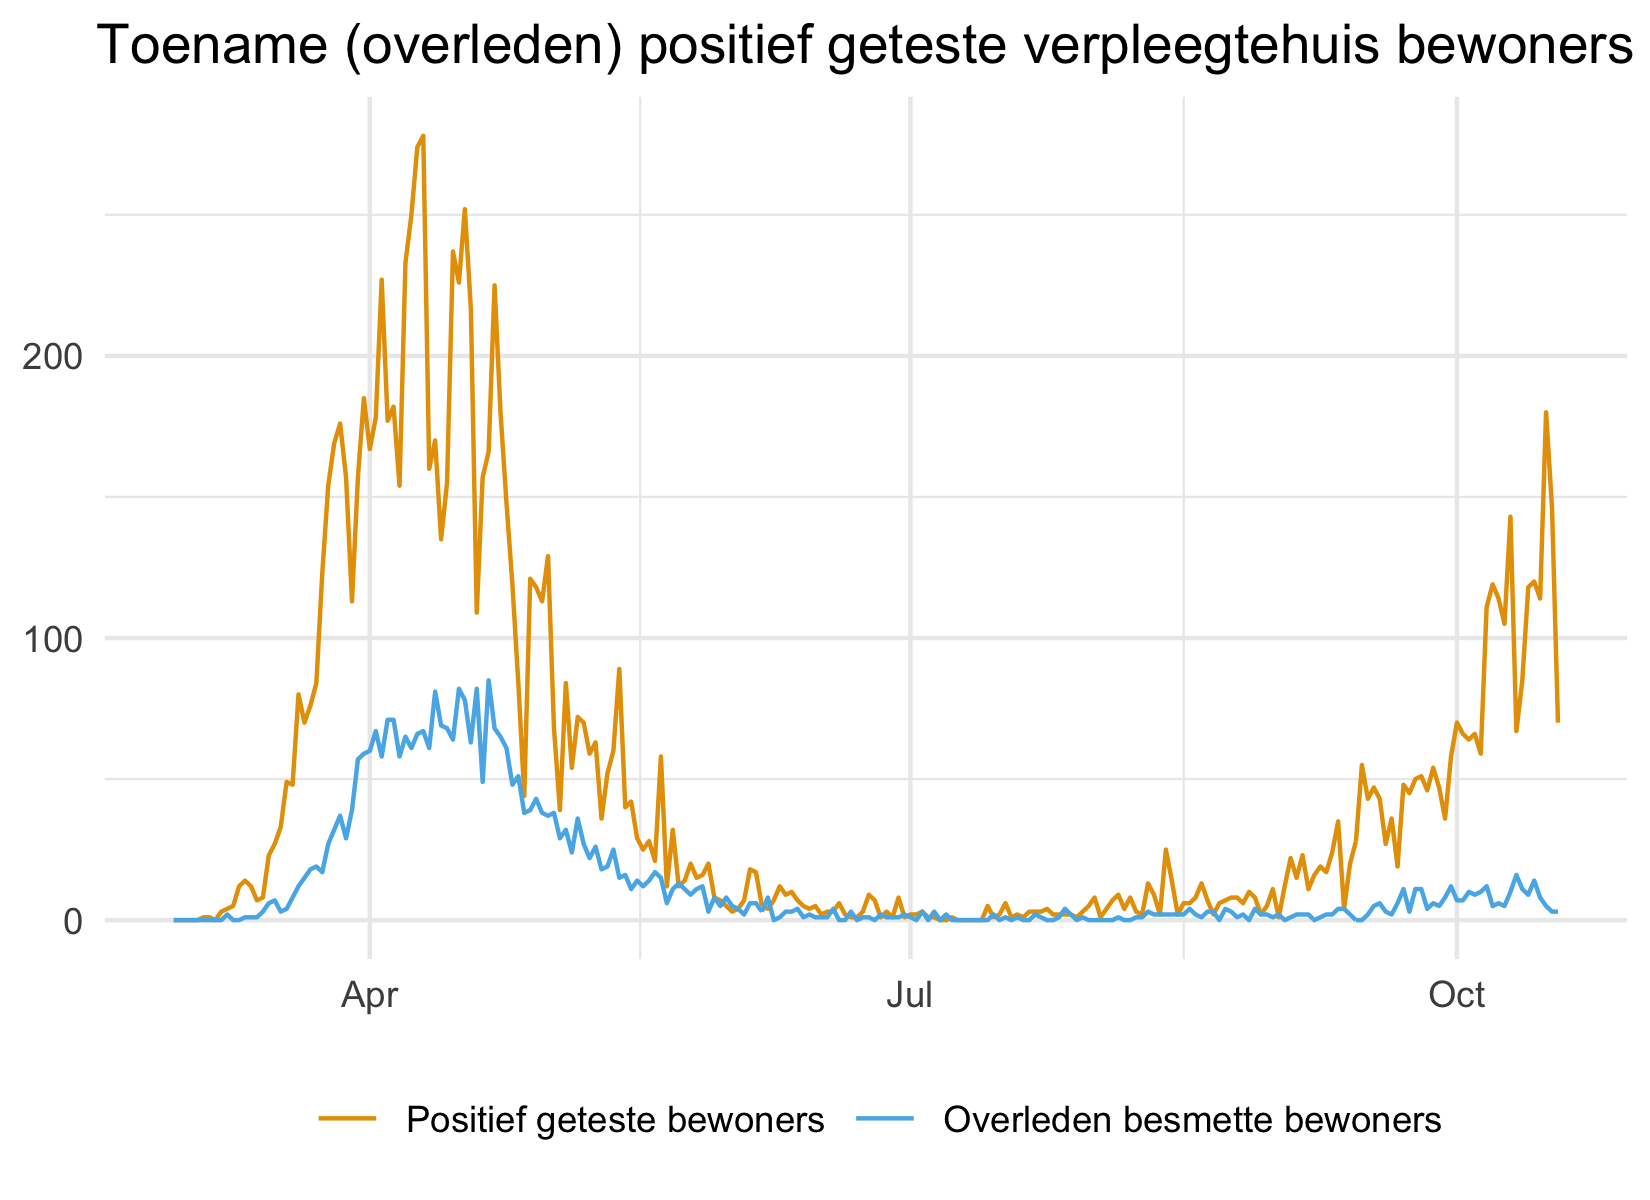 Toename (overleden) positief geteste verpleegtehuis bewoners
200
100
0
Apr Jul Oct
Positief geteste bewoners Overleden besmette bewoners